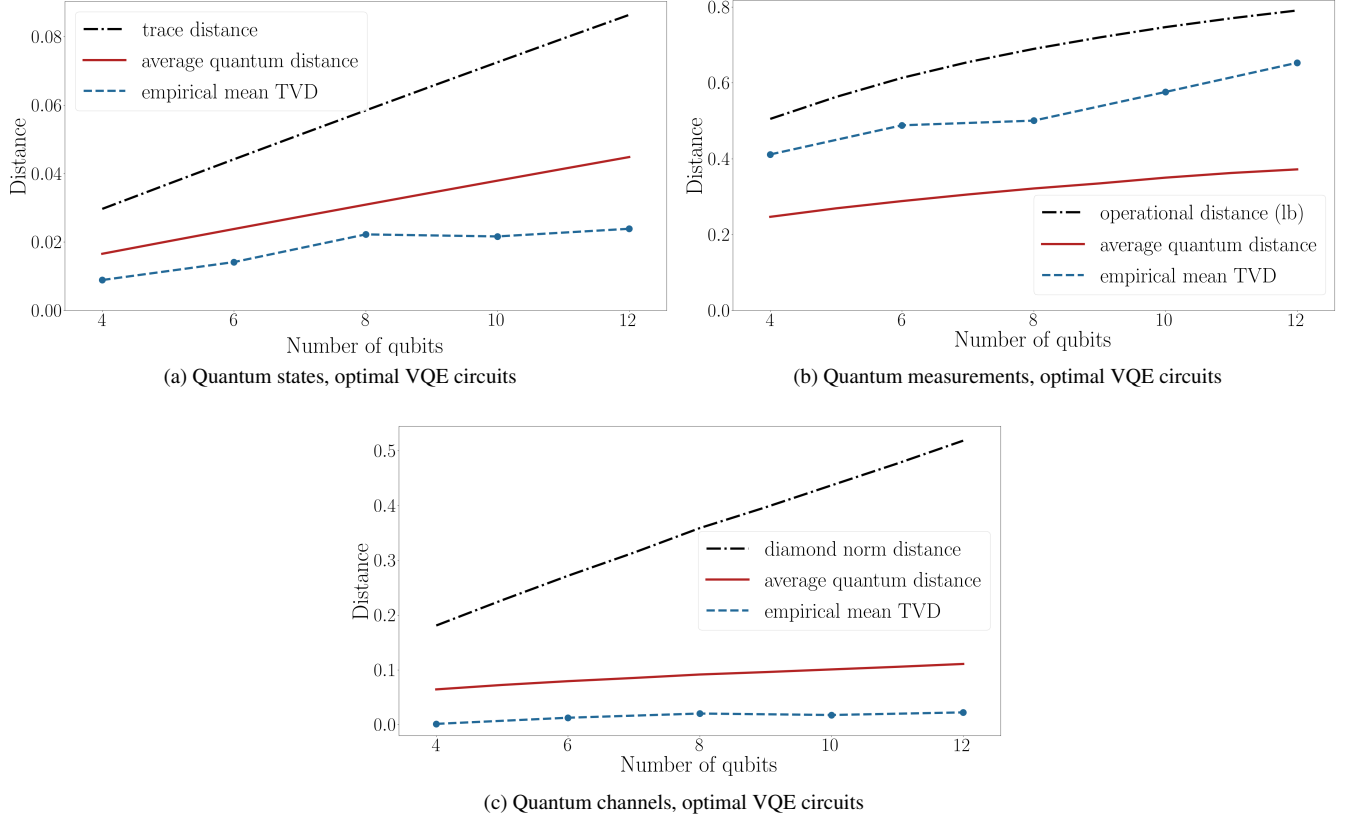 0.08
0.06
0.04
0.02
0.00
Distance
trace distance
average quantum distance
empirical mean TVD
4 6 8 10 12
Number of qubits
(a) Quantum states, optimal VQE circuits
0.8
0.6
0.4
0.2
0.0
Distance
operational distance (lb)
average quantum distance
empirical mean TVD
4 6 8 10 12
Number of qubits
(b) Quantum measurements, optimal VQE circuits
0.5
0.4
0.3
0.2
0.1
0.0
Distance
diamond norm distance
average quantum distance
empirical mean TVD
4 6 8 10 12
Number of qubits
(c) Quantum channels, optimal VQE circuits